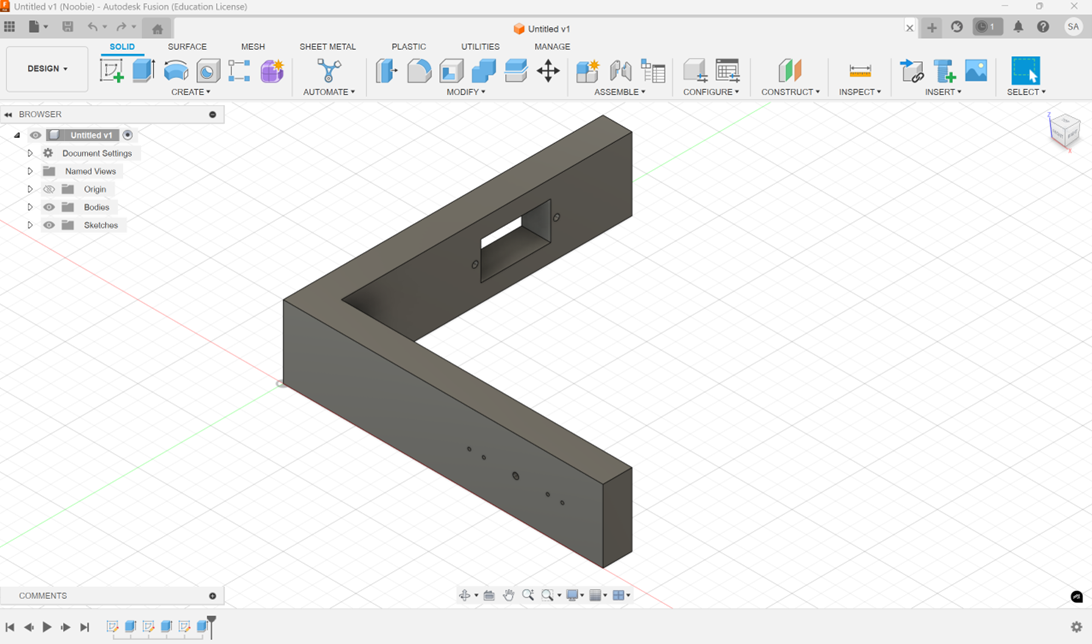 Untitled v1 (Noobie) - Autodesk Fusion (Education License)
Untitled v1
1
SA
SOLID SURFACE MESH SHEET METAL PLASTIC UTILITIES MANAGE
DESIGN
CREATE AUTOMATE MODIFY ASSEMBLE CONFIGURE CONSTRUCT INSPECT INSERT SELECT
BROWSER
Untitled v1
Document Settings
Named Views
Origin
Bodies
Sketches
COMMENTS